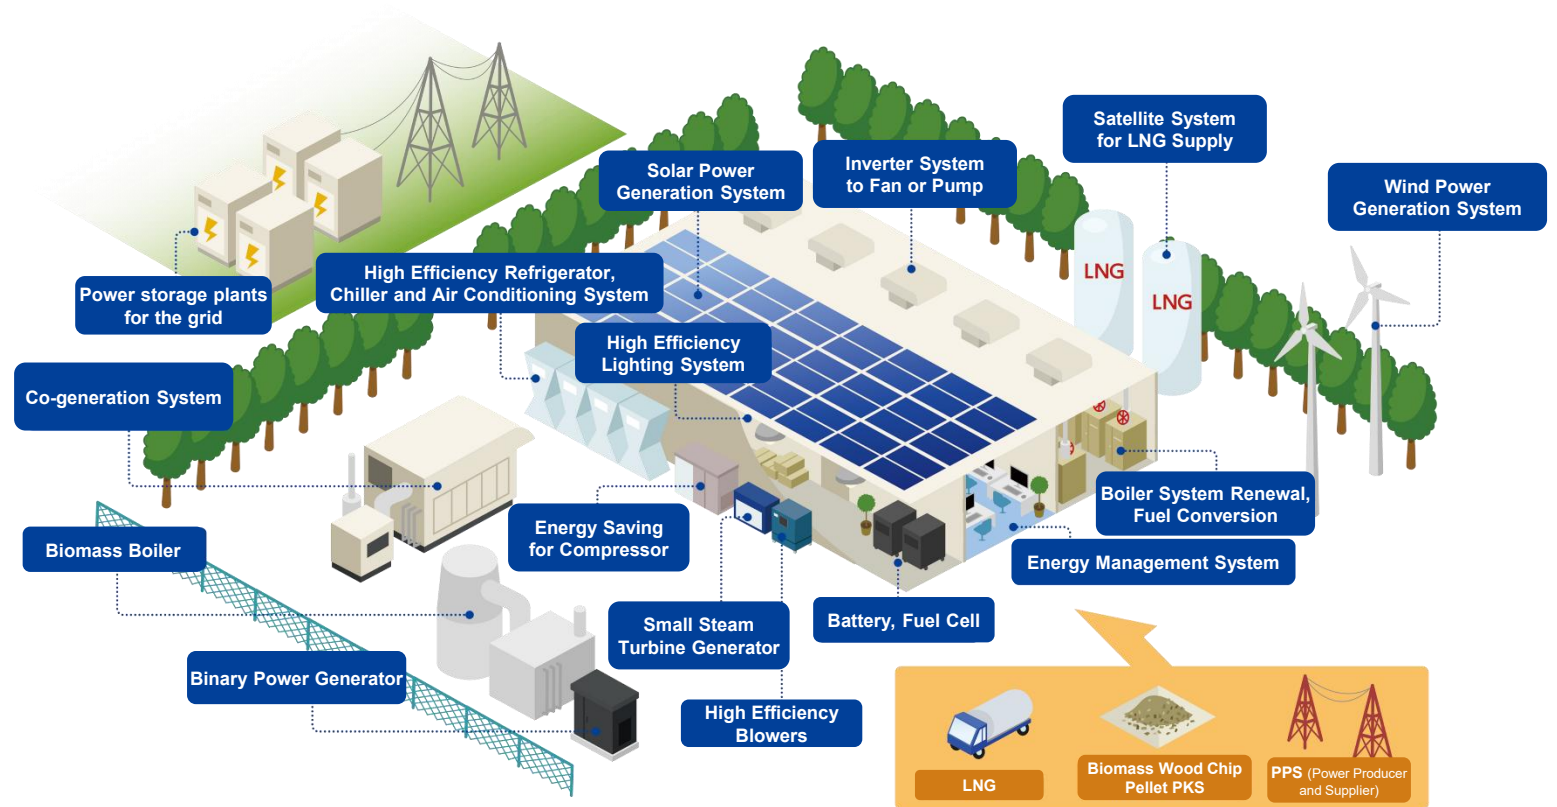 Satellite System
for LNG Supply
Solar Power
Generation System
Inverter System
to Fan or Pump
Wind Power
Generation System
High Efficiency Refrigerator,
Chiller and Air Conditioning System
Power storage plants
for the grid
LNG
LNG
High Efficiency
Lighting System
Co-generation System
Energy Saving
for Compressor
Boiler System Renewal,
Fuel Conversion
Biomass Boiler
Energy Management System
Small Steam
Turbine Generator
Battery, Fuel Cell
Binary Power Generator
High Efficiency
Blowers
LNG
Biomass Wood Chip
Pellet PKS
PPS (Power Producer
and Supplier)